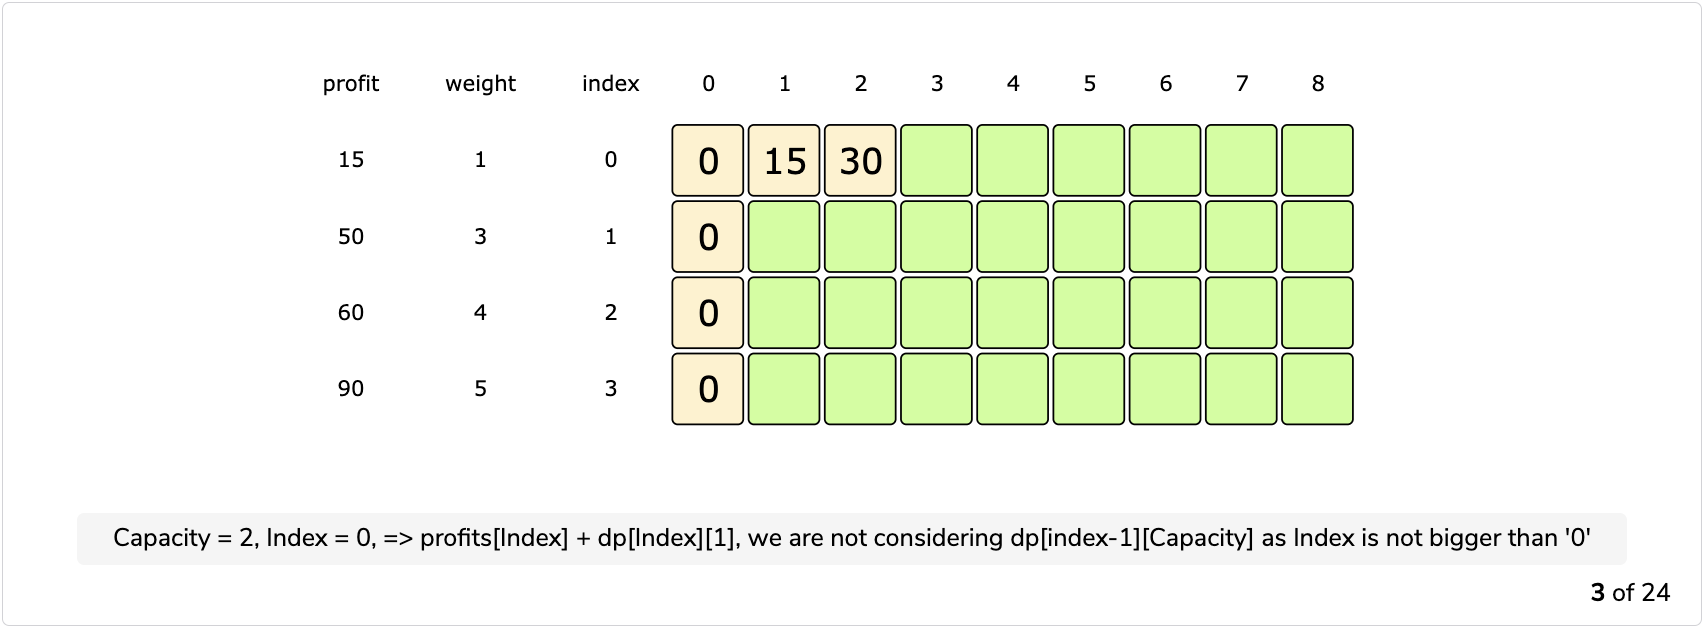 profit weight index 0 1 2 3 4 5 6 7 8
15 1 0 0 15 30
50 3 1 0
60 4 2 0
90 5 3 0
Capacity = 2, Index = 0, => profits[Index] + dp[Index][1], we are not considering dp[index-1][Capacity] as Index is not bigger than '0'
3 of 24